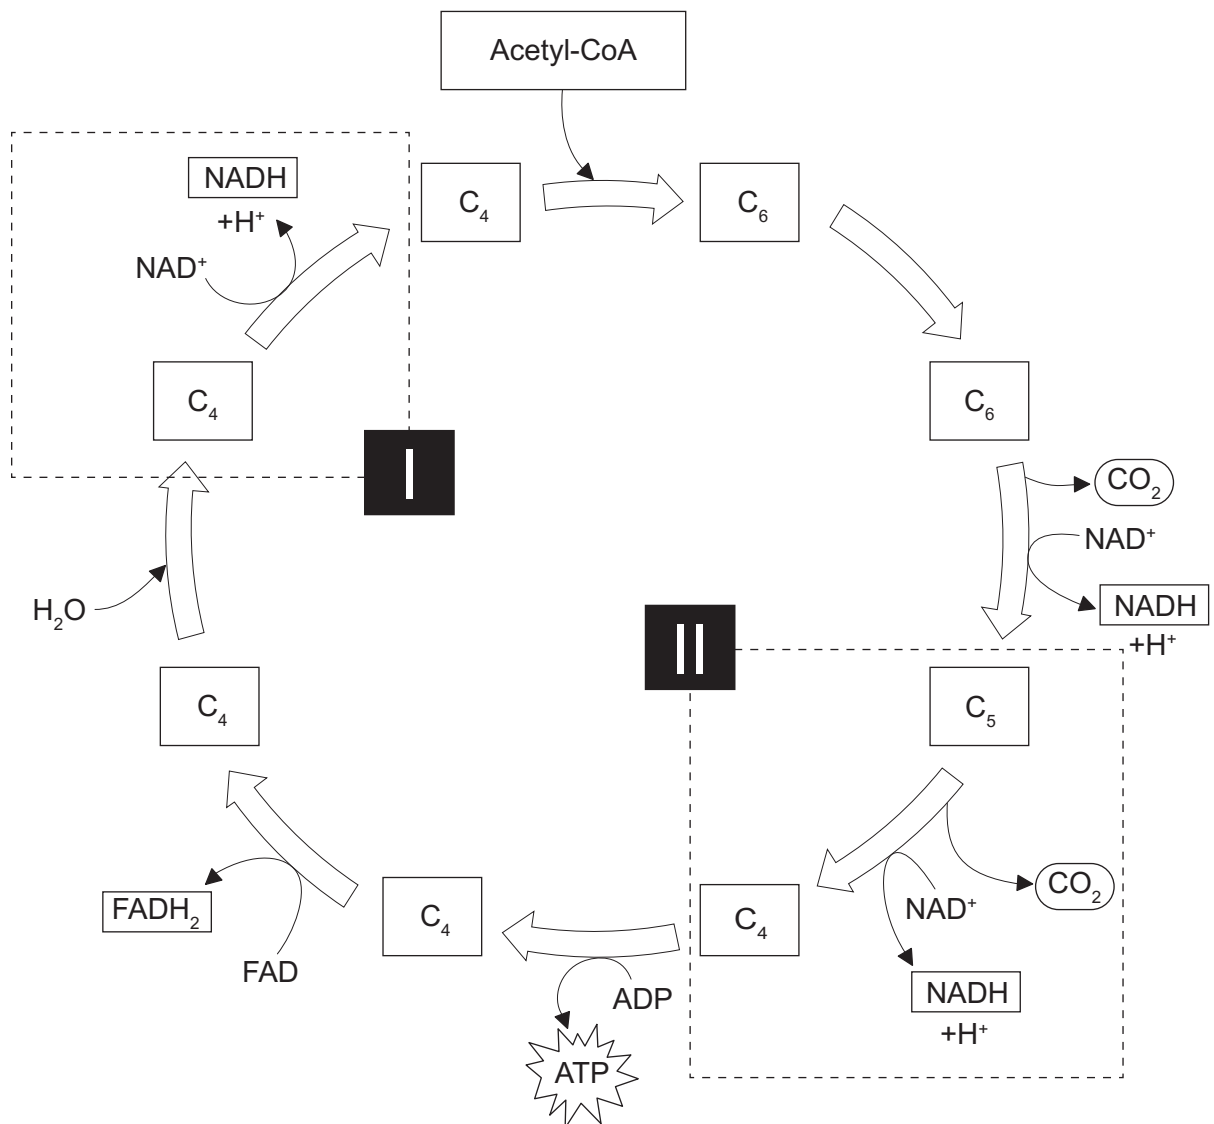 Acetyl-CoA
NADH
+H⁺
NAD⁺
C₄
C₆
C₄
C₆
I
CO₂
NAD⁺
NADH
+H⁺
H₂O
II
C₄
C₅
C₄
C₄
CO₂
NAD⁺
FADH₂
FAD
ADP
NADH
+H⁺
ATP